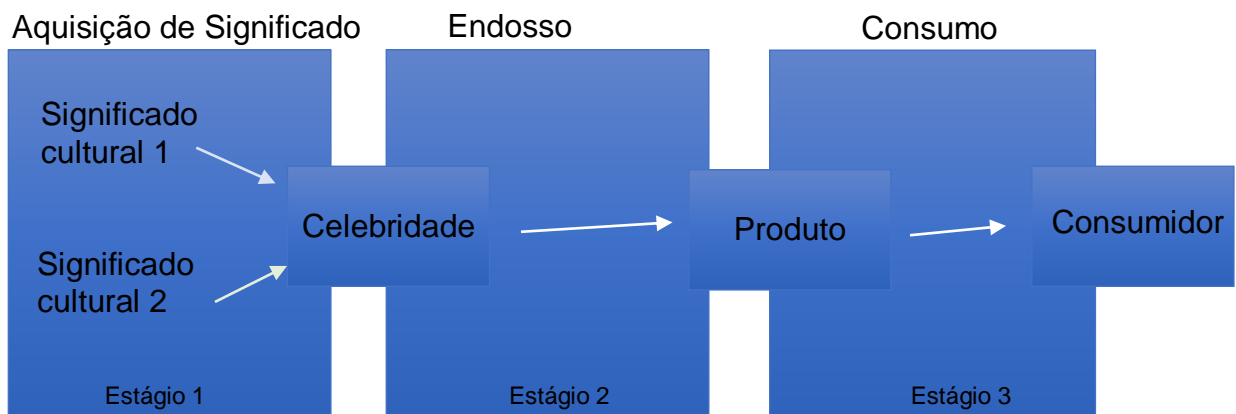 Aquisição de Significado
Endosso
Consumo
Significado
cultural 1
Significado
cultural 2
Celebridade
Produto
Consumidor
Estágio 1
Estágio 2
Estágio 3